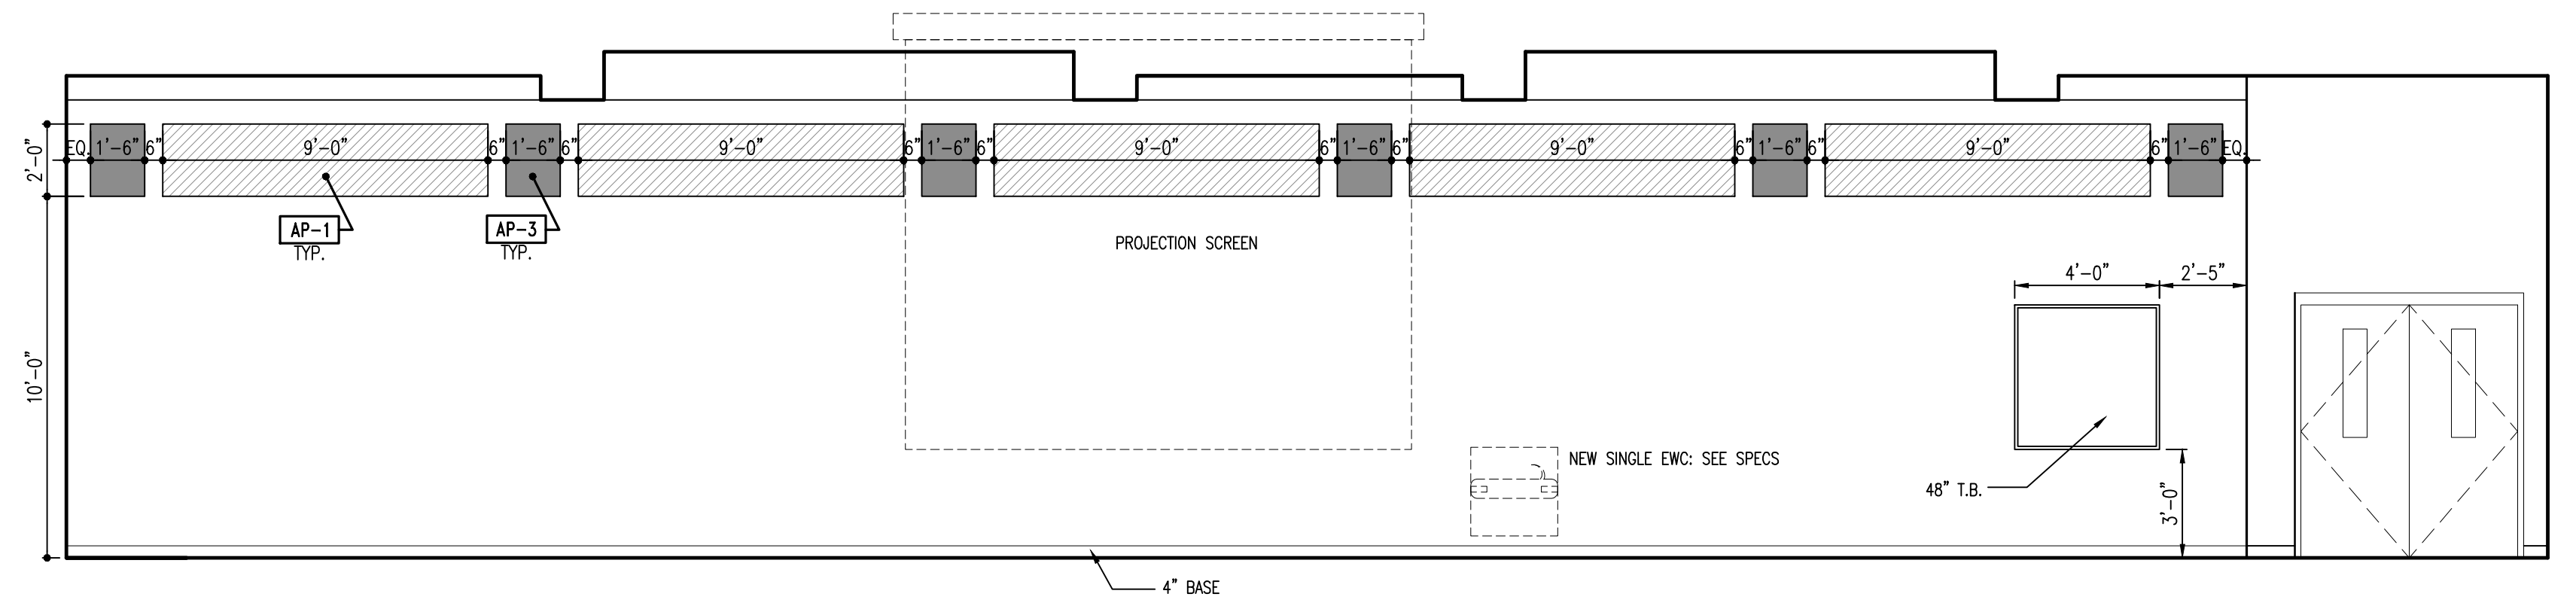 EQ. 1'-6" 6" 9'-0" 6" 1'-6" 6" 9'-0" 6" 1'-6" 6" 9'-0" 6" 1'-6" 6" 9'-0" 6" 1'-6" 6" 9'-0" 6" 1'-6" EQ.
2'-0"
AP-1
TYP.
AP-3
TYP.
PROJECTION SCREEN
4'-0" 2'-5"
10'-0"
NEW SINGLE EWC: SEE SPECS
48" T.B.
3'-0"
4" BASE